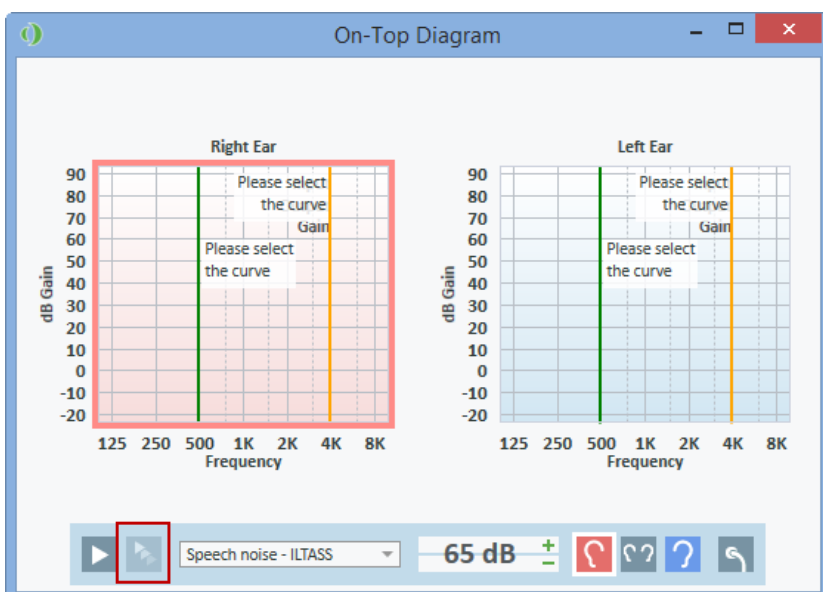 On-Top Diagram
Right Ear
90
80
70
60
50
40
30
20
10
0
-10
-20
dB Gain
Please select
the curve
Gain
Please select
the curve
125 250 500 1K 2K 4K 8K
Frequency
Left Ear
90
80
70
60
50
40
30
20
10
0
-10
-20
dB Gain
Please select
the curve
Gain
Please select
the curve
125 250 500 1K 2K 4K 8K
Frequency
Speech noise - ILTASS
65 dB